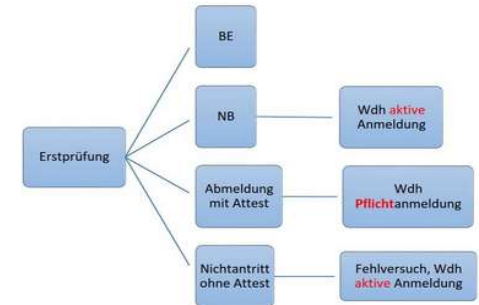 BE
NB
Wdh aktive
Anmeldung
Erstprüfung
Abmeldung
mit Attest
Wdh
Pflichtanmeldung
Nichtantritt
ohne Attest
Fehlversuch, Wdh
aktive Anmeldung